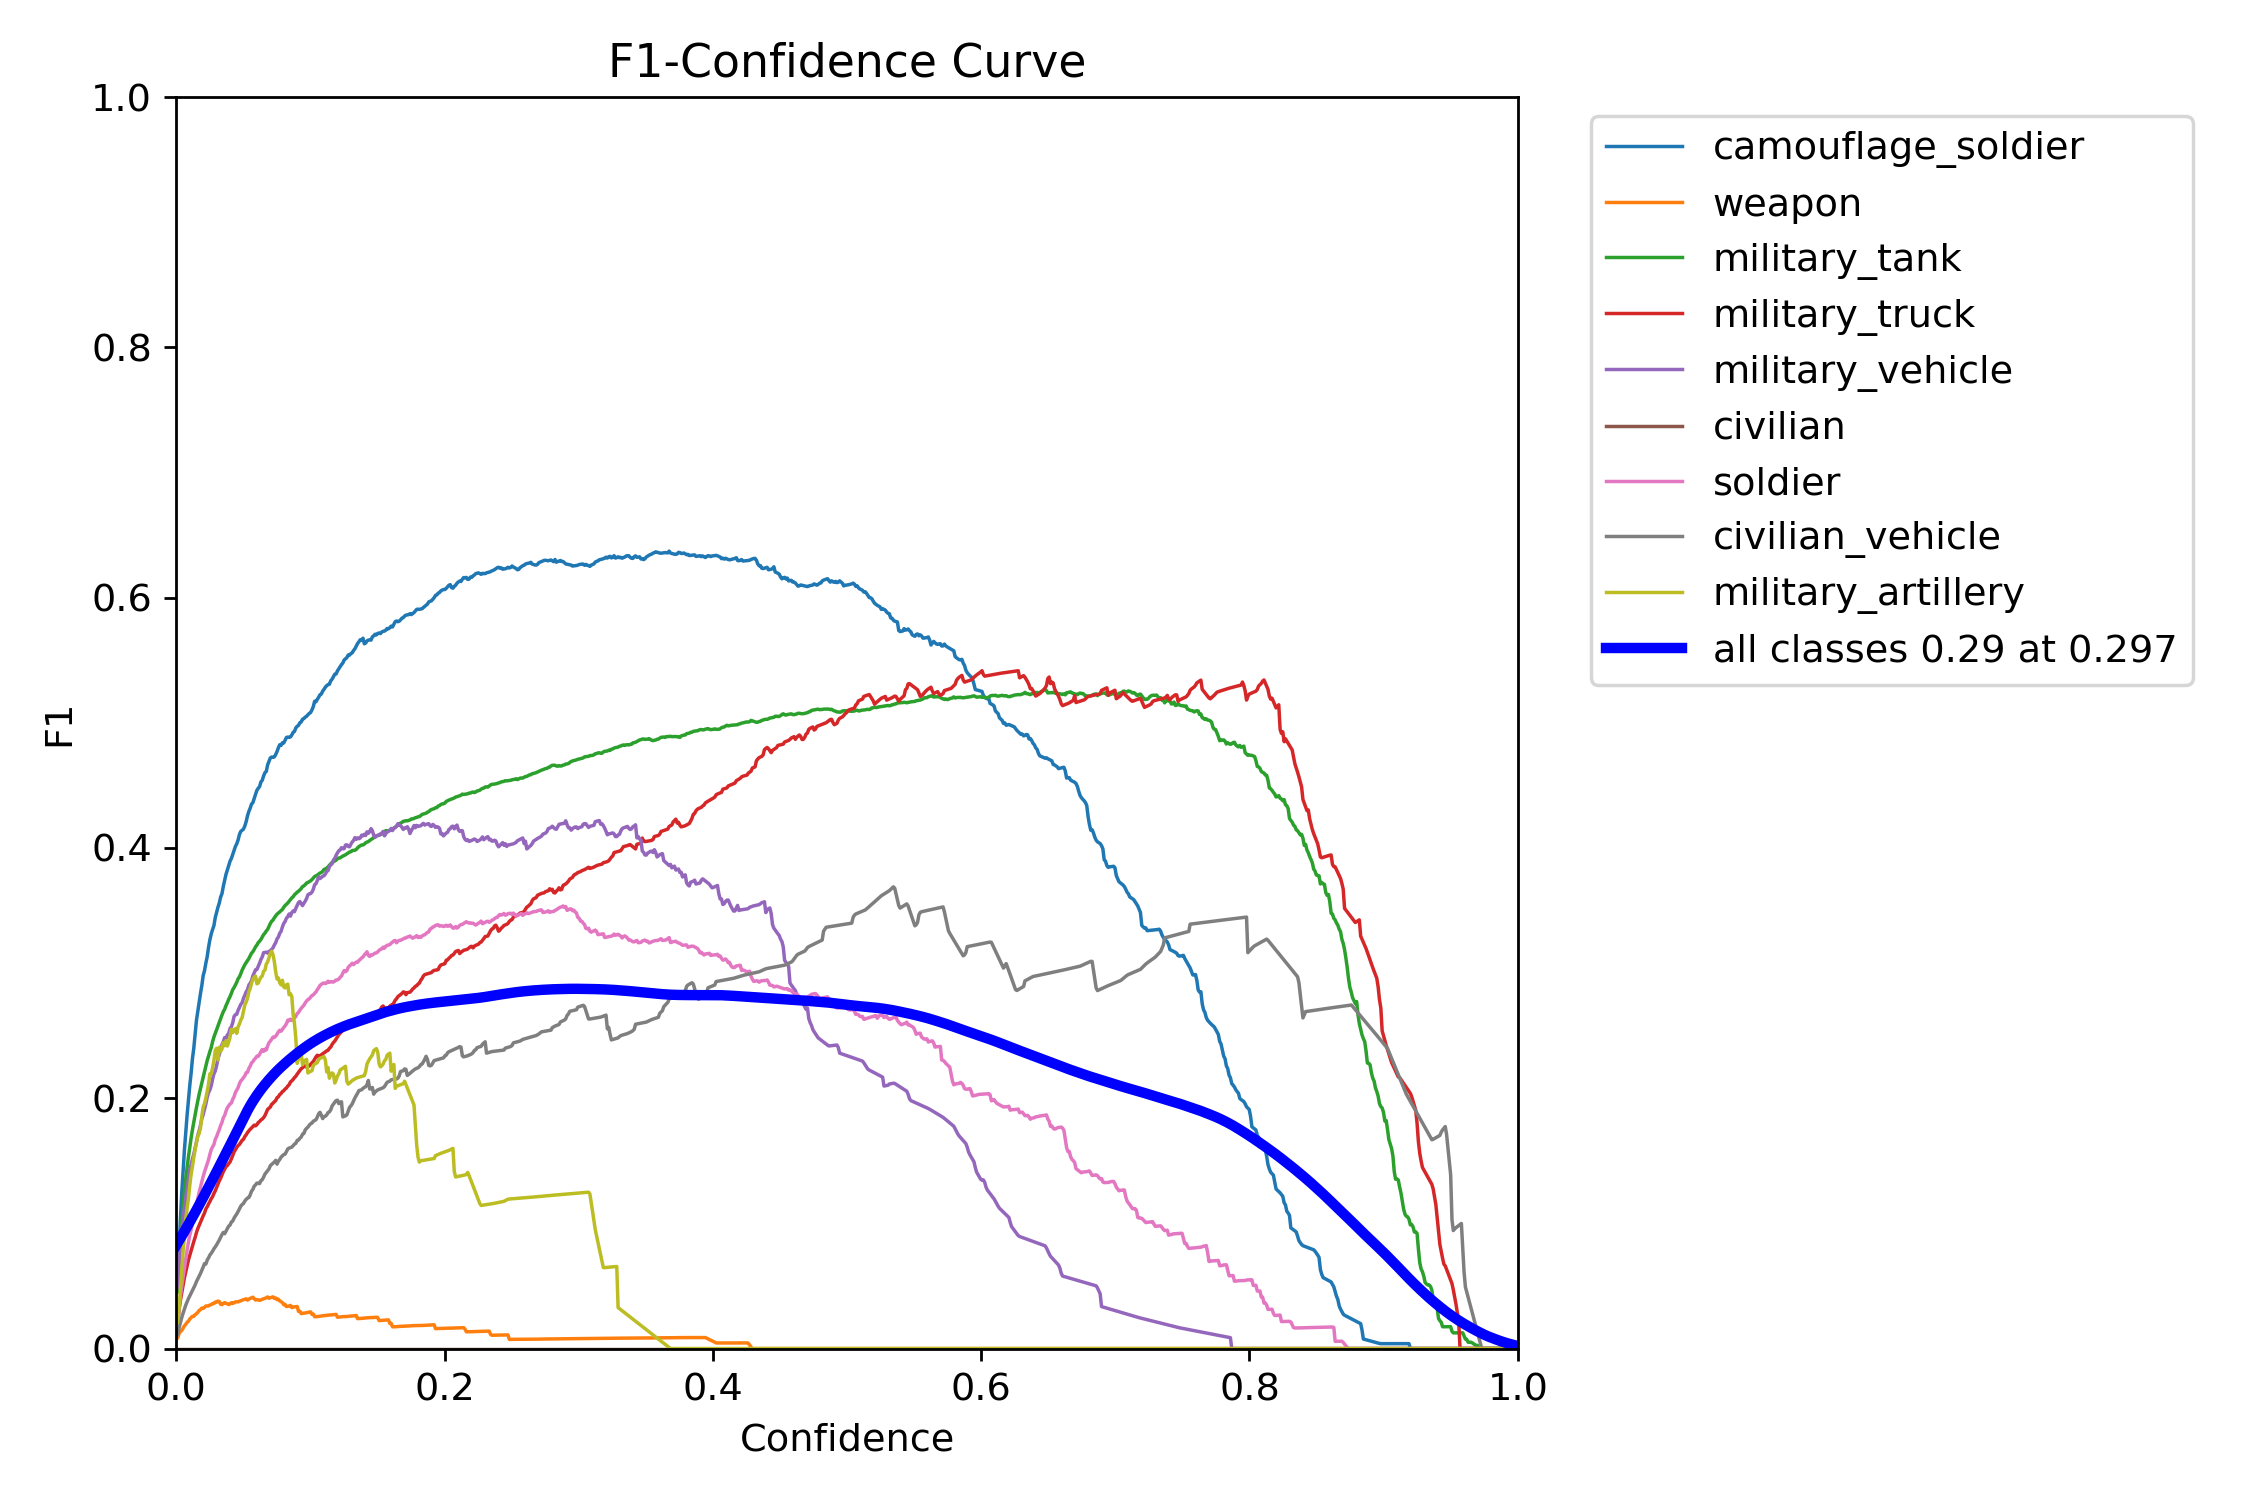 F1-Confidence Curve
1.0
0.8
0.6
0.4
0.2
0.0
F1
0.0 0.2 0.4 0.6 0.8 1.0
Confidence
camouflage_soldier
weapon
military_tank
military_truck
military_vehicle
civilian
soldier
civilian_vehicle
military_artillery
all classes 0.29 at 0.297